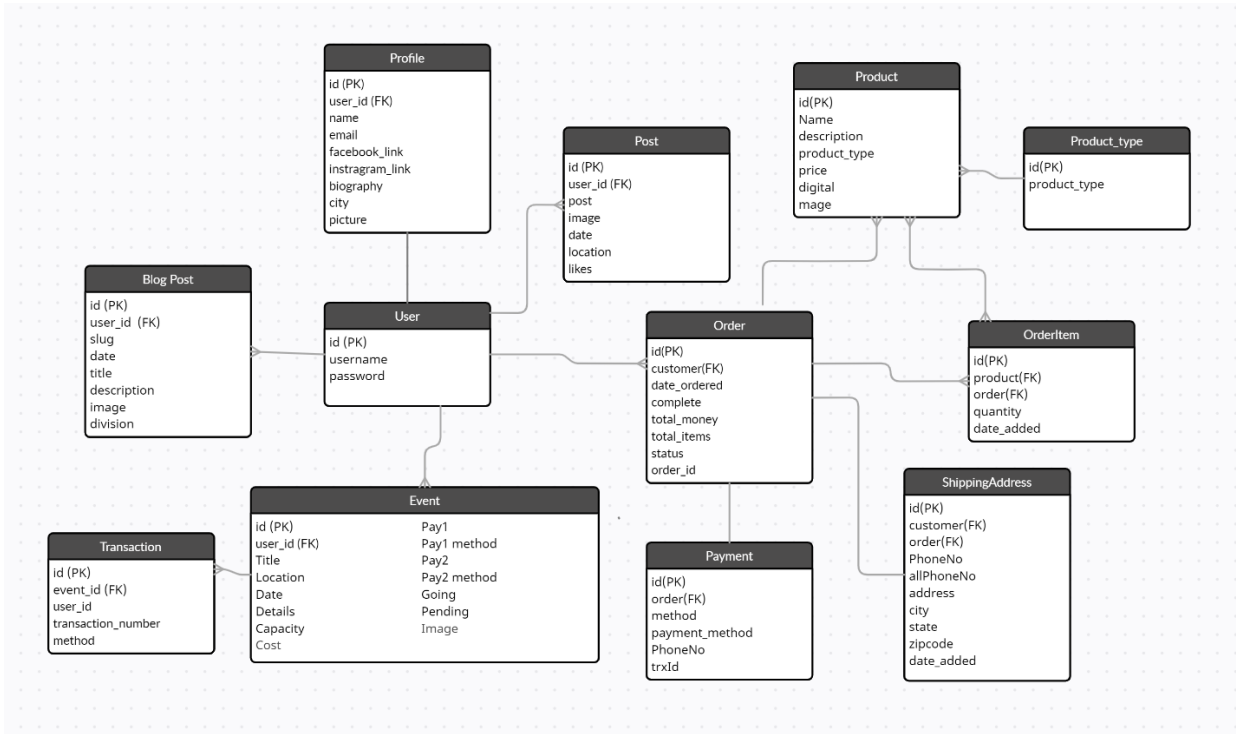 Profile
id (PK)
user_id (FK)
name
email
facebook_link
instragram_link
biography
city
picture
Product
id(PK)
Name
description
product_type
price
digital
mage
Post
id (PK)
user_id (FK)
post
image
date
location
likes
Product_type
id(PK)
product_type
Blog Post
id (PK)
user_id (FK)
slug
date
title
description
image
division
User
id (PK)
username
password
Order
id(PK)
customer(FK)
date_ordered
complete
total_money
total_items
status
order_id
OrderItem
id(PK)
product(FK)
order(FK)
quantity
date_added
Event
id (PK)
user_id (FK)
Title
Location
Date
Details
Capacity
Cost
Pay1
Pay1 method
Pay2
Pay2 method
Going
Pending
Image
ShippingAddress
id(PK)
customer(FK)
order(FK)
PhoneNo
allPhoneNo
address
city
state
zipcode
date_added
Transaction
id (PK)
event_id (FK)
user_id
transaction_number
method
Payment
id(PK)
order(FK)
method
payment_method
PhoneNo
trxId